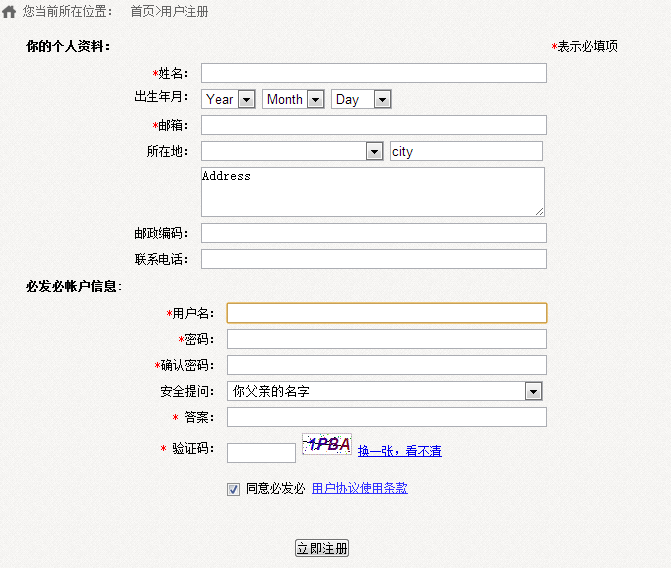 您当前所在位置： 首页>用户注册
你的个人资料： *表示必填项
*姓名：
出生年月： Year Month Day
*邮箱：
所在地： city
Address
邮政编码：
联系电话：
必发必帐户信息:
*用户名：
*密码：
*确认密码：
安全提问： 你父亲的名字
* 答案：
* 验证码： 1PBA 换一张，看不清
同意必发必 用户协议使用条款
立即注册